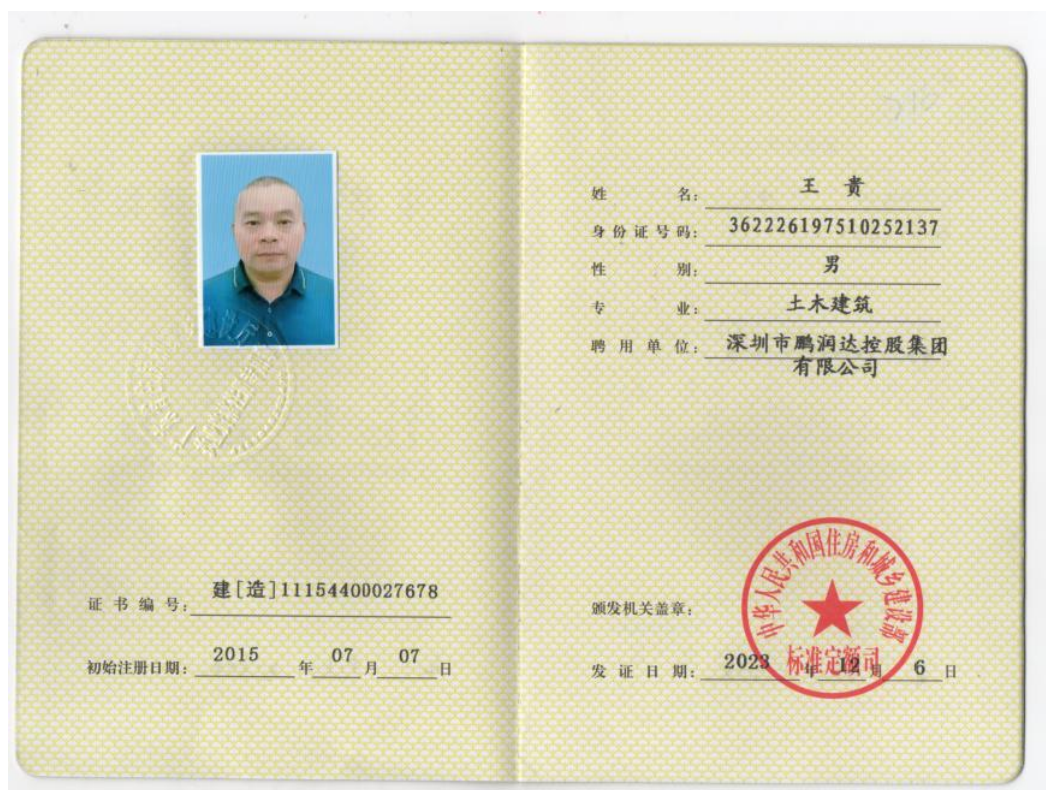 证书编号: 建[造]11154400027678
初始注册日期: 2015 年 07 月 07 日
姓名: 王贵
身份证号码: 362226197510252137
性别: 男
专业: 土木建筑
聘用单位: 深圳市鹏润达控股集团
有限公司
颁发机关盖章:
中华人民共和国住房和城乡建设部
标准定额司
发证日期: 2023 年 12 月 6 日